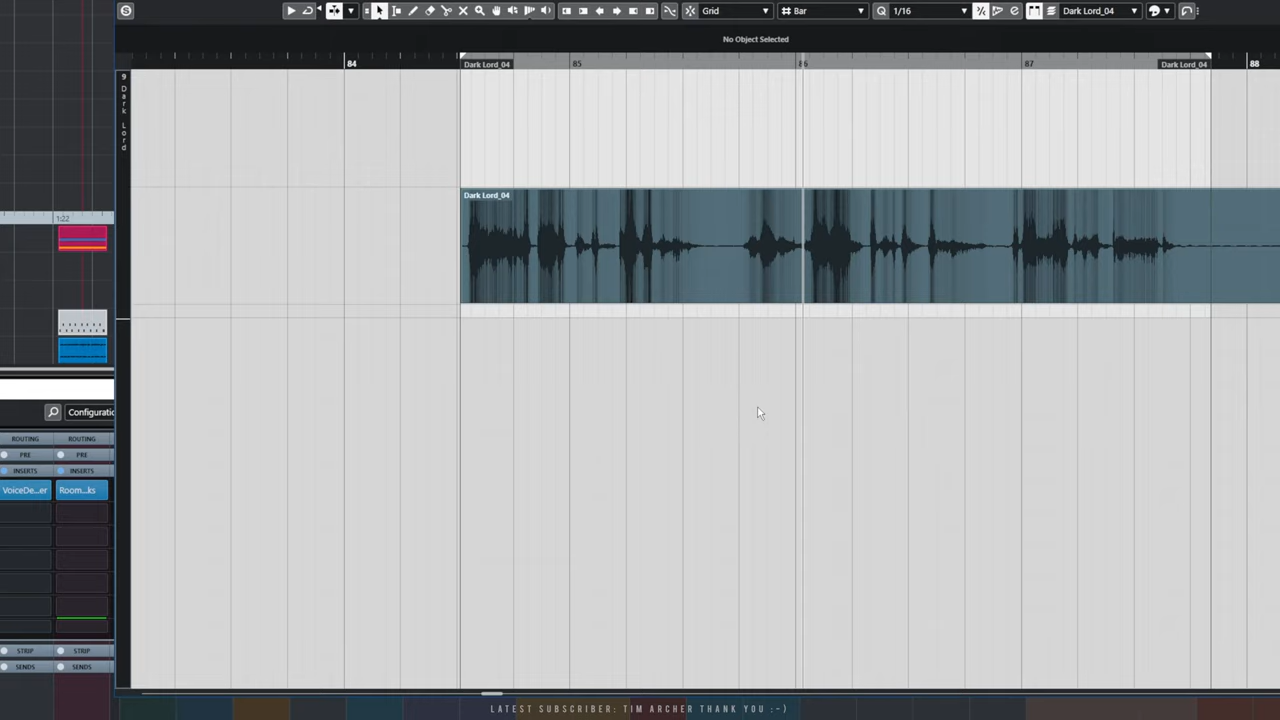 Grid Bar 1/16 Dark Lord_04
No Object Selected
84 Dark Lord_04 85 86 87 Dark Lord_04 88
9
Dark Lord
Dark Lord_04
1:22
Configuratio
ROUTING ROUTING
PRE PRE
INSERTS INSERTS
VoiceDe...er Room...ks
STRIP STRIP
SENDS SENDS
LATEST SUBSCRIBER: TIM ARCHER THANK YOU :-)